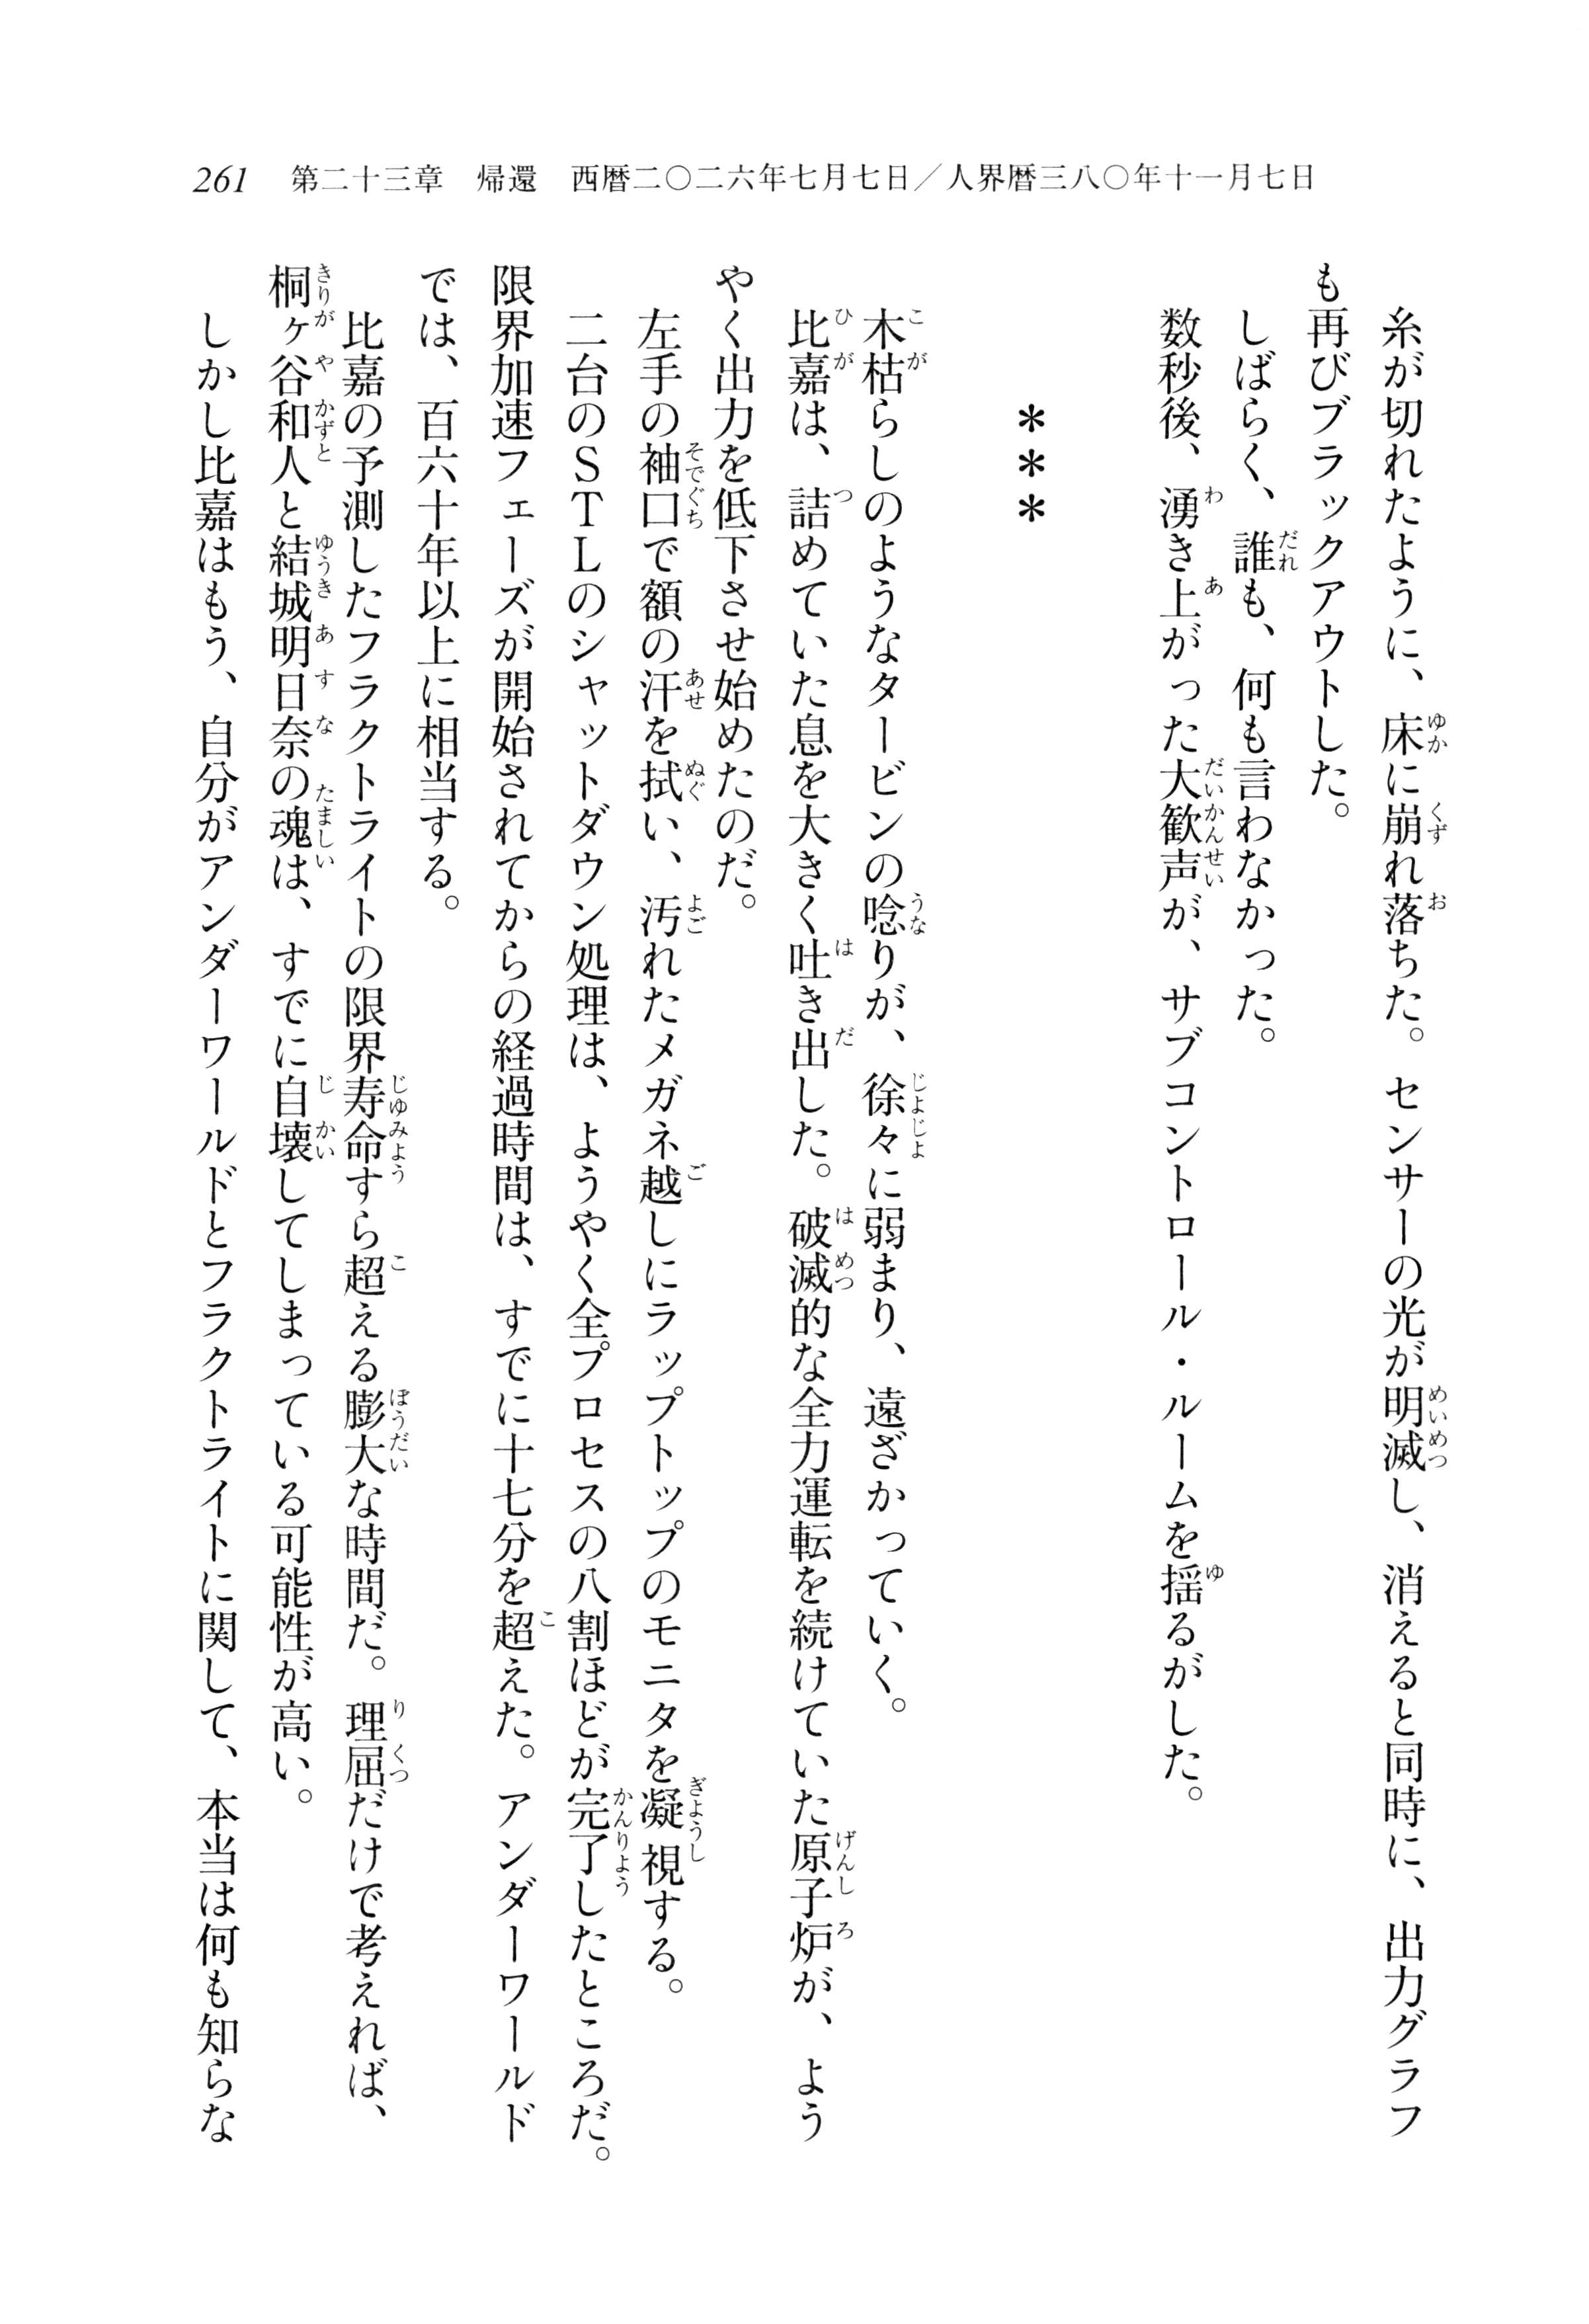 261 第二十三章 帰還 西暦二〇二六年七月七日／人界暦三八〇年十一月七日
糸が切れたように、床に崩れ落ちた。センサーの光が明滅し、消えると同時に、出力グラフ
も再びブラックアウトした。
しばらく、誰も、何も言わなかった。
数秒後、湧き上がった大歓声が、サブコントロール・ルームを揺るがした。
＊＊＊
木枯らしのようなタービンの唸りが、徐々に弱まり、遠ざかっていく。
比嘉は、詰めていた息を大きく吐き出した。破滅的な全力運転を続けていた原子炉が、よう
やく出力を低下させ始めたのだ。
左手の袖口で額の汗を拭い、汚れたメガネ越しにラップトップのモニタを凝視する。
二台のＳＴＬのシャットダウン処理は、ようやく全プロセスの八割ほどが完了したところだ。
限界加速フェーズが開始されてからの経過時間は、すでに十七分を超えた。アンダーワールド
では、百六十年以上に相当する。
比嘉の予測したフラクトライトの限界寿命すら超える膨大な時間だ。理屈だけで考えれば、
桐ヶ谷和人と結城明日奈の魂は、すでに自壊してしまっている可能性が高い。
しかし比嘉はもう、自分がアンダーワールドとフラクトライトに関して、本当は何も知らな